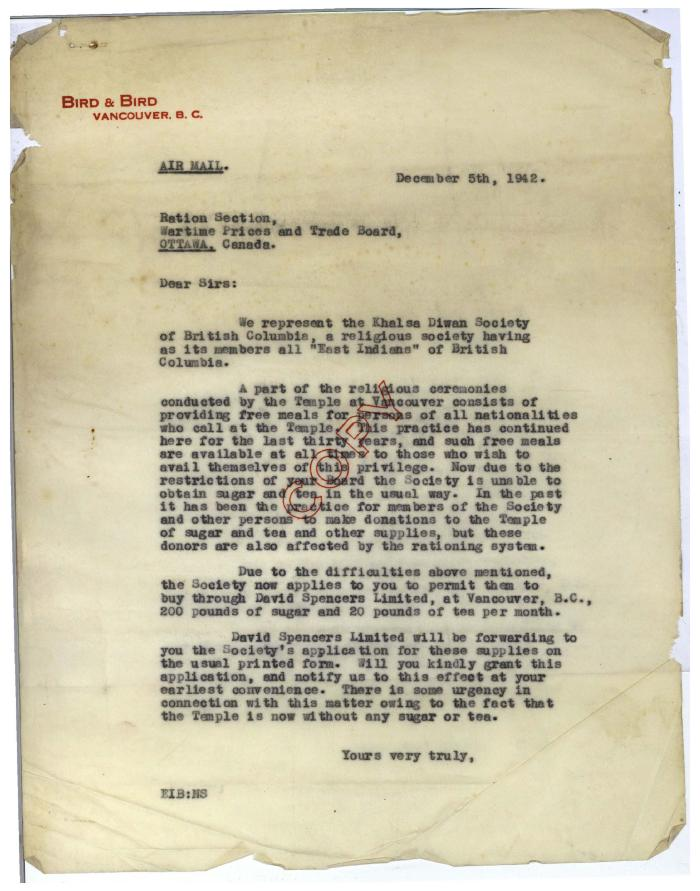 BIRD & BIRD
VANCOUVER, B. C.
AIR MAIL.
December 5th, 1942.
Ration Section,
Wartime Prices and Trade Board,
OTTAWA, Canada.
Dear Sirs:
We represent the Khalsa Diwan Society
of British Columbia, a religious society having
as its members all "East Indians" of British
Columbia.
A part of the religious ceremonies
conducted by the Temple at Vancouver consists of
providing free meals for persons of all nationalities
who call at the Temple. This practice has continued
here for the last thirty years, and such free meals
are available at all times to those who wish to
avail themselves of this privilege. Now due to the
restrictions of your Board the Society is unable to
obtain sugar and tea in the usual way. In the past
it has been the practice for members of the Society
and other persons to make donations to the Temple
of sugar and tea and other supplies, but these
donors are also affected by the rationing system.
Due to the difficulties above mentioned,
the Society now applies to you to permit them to
buy through David Spencers Limited, at Vancouver, B.C.,
200 pounds of sugar and 20 pounds of tea per month.
David Spencers Limited will be forwarding to
you the Society's application for these supplies on
the usual printed form. Will you kindly grant this
application, and notify us to this effect at your
earliest convenience. There is some urgency in
connection with this matter owing to the fact that
the Temple is now without any sugar or tea.
Yours very truly,
EIB:NS
COPY